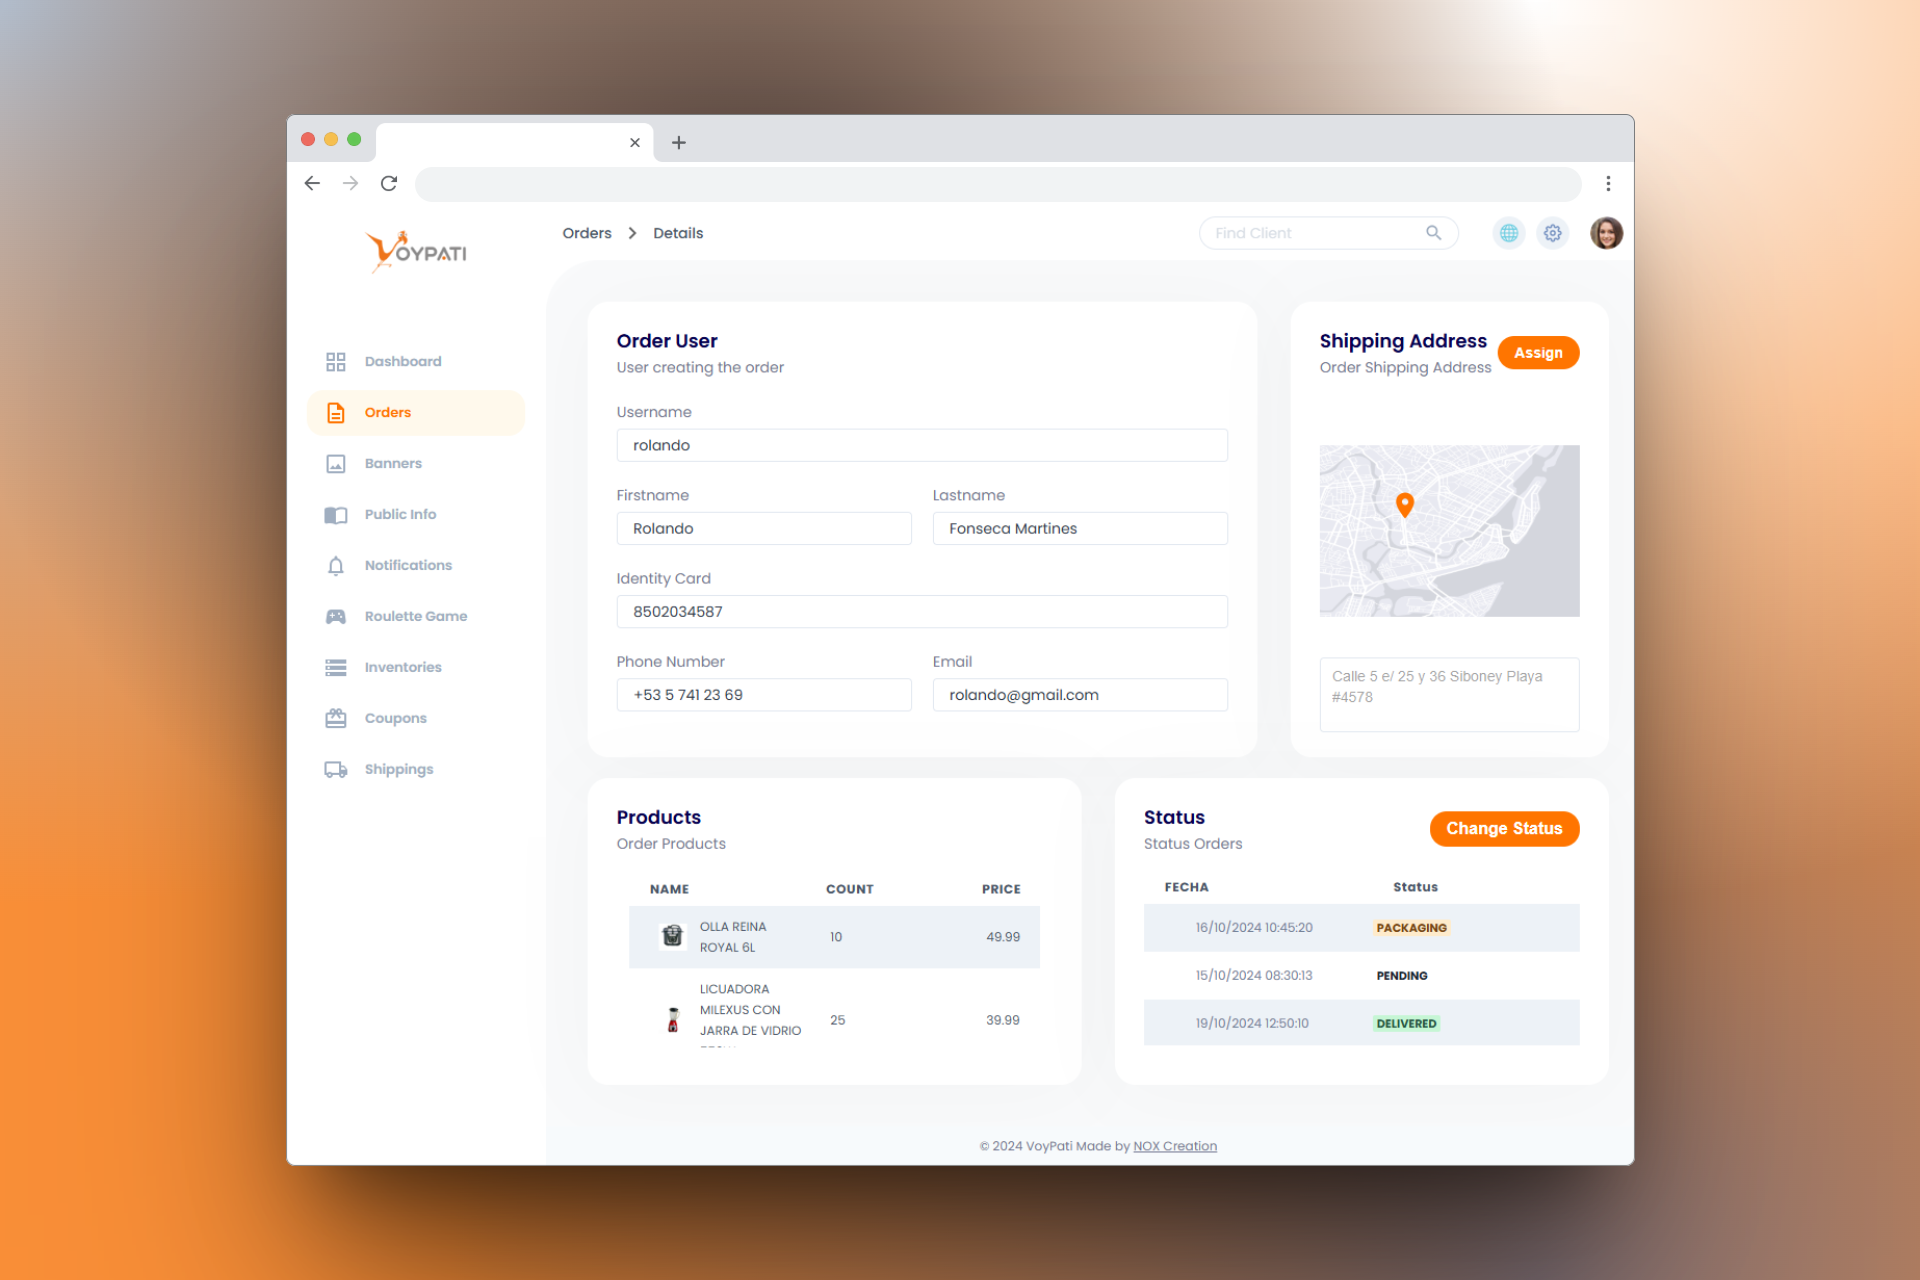 VOYPATI
Orders > Details
Find Client
Dashboard
Orders
Banners
Public Info
Notifications
Roulette Game
Inventories
Coupons
Shippings
Order User
User creating the order
Username
rolando
Firstname
Lastname
Rolando
Fonseca Martines
Identity Card
8502034587
Phone Number
Email
+53 5 741 23 69
rolando@gmail.com
Shipping Address
Order Shipping Address
Assign
Calle 5 e/ 25 y 36 Siboney Playa
#4578
Products
Order Products
NAME COUNT PRICE
OLLA REINA
ROYAL 6L
10
49.99
LICUADORA
MILEXUS CON
JARRA DE VIDRIO
25
39.99
Status
Status Orders
Change Status
FECHA Status
16/10/2024 10:45:20 PACKAGING
15/10/2024 08:30:13 PENDING
19/10/2024 12:50:10 DELIVERED
© 2024 VoyPati Made by NOX Creation